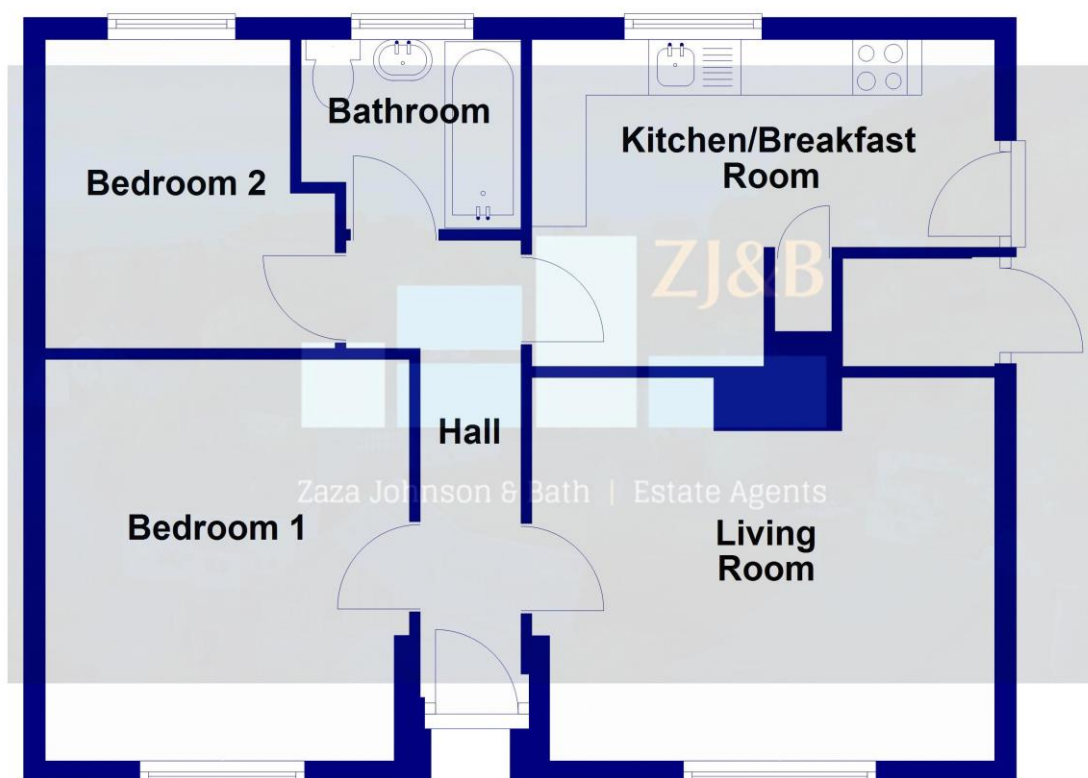 Bathroom
Kitchen/Breakfast
Room
Bedroom 2
ZJ&B
Hall
Zaza Johnson & Bath | Estate Agents
Bedroom 1
Living
Room